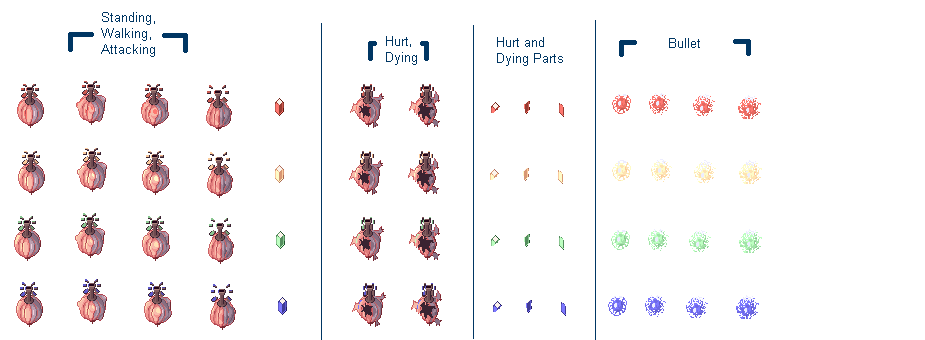 Standing,
Walking,
Attacking
Hurt,
Dying
Hurt and
Dying Parts
Bullet